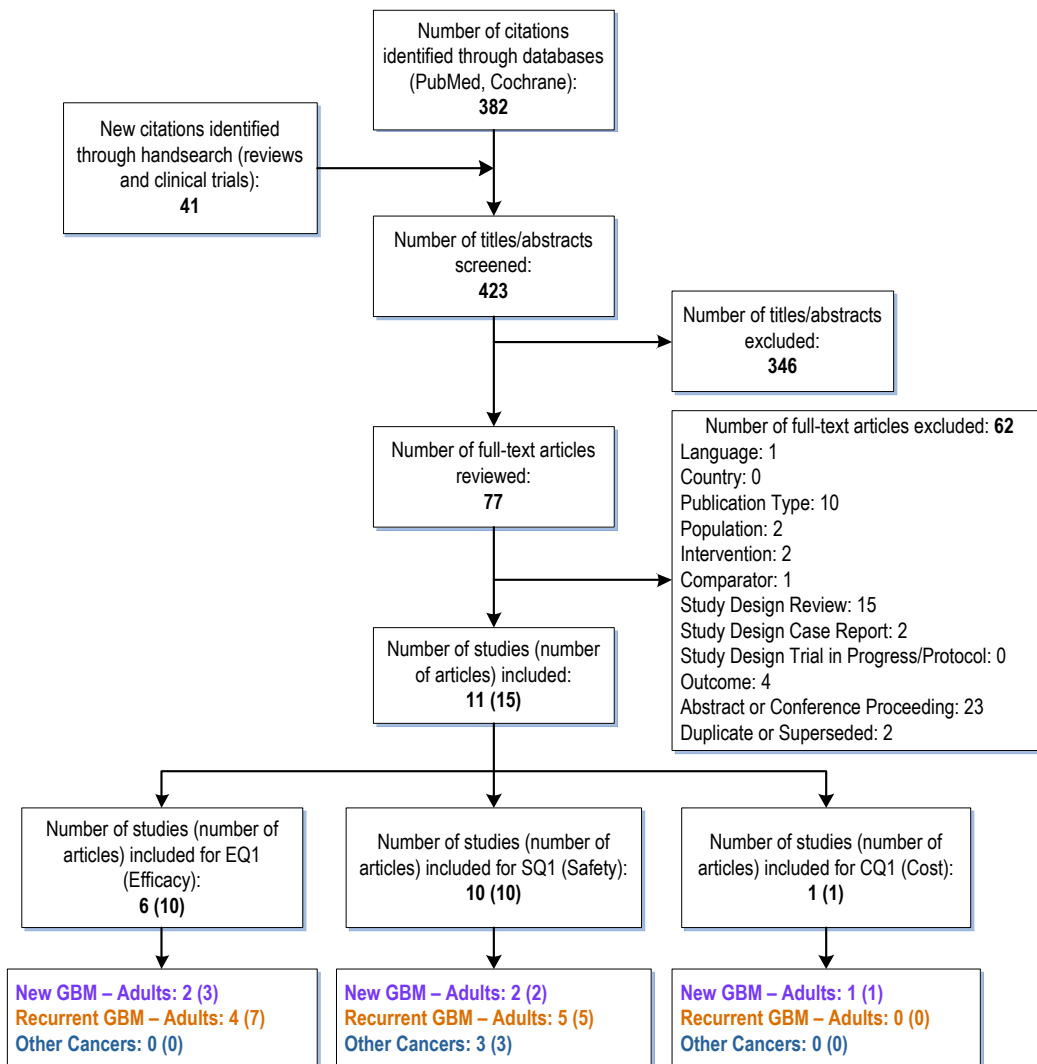 Number of citations
identified through databases
(PubMed, Cochrane):
382
New citations identified
through handsearch (reviews
and clinical trials):
41
Number of titles/abstracts
screened:
423
Number of titles/abstracts
excluded:
346
Number of full-text articles
reviewed:
77
Number of full-text articles excluded: 62
Language: 1
Country: 0
Publication Type: 10
Population: 2
Intervention: 2
Comparator: 1
Study Design Review: 15
Study Design Case Report: 2
Study Design Trial in Progress/Protocol: 0
Outcome: 4
Abstract or Conference Proceeding: 23
Duplicate or Superseded: 2
Number of studies (number
of articles) included:
11 (15)
Number of studies (number of
articles) included for EQ1
(Efficacy):
6 (10)
Number of studies (number of
articles) included for SQ1 (Safety):
10 (10)
Number of studies (number of
articles) included for CQ1 (Cost):
1 (1)
New GBM – Adults: 2 (3)
Recurrent GBM – Adults: 4 (7)
Other Cancers: 0 (0)
New GBM – Adults: 2 (2)
Recurrent GBM – Adults: 5 (5)
Other Cancers: 3 (3)
New GBM – Adults: 1 (1)
Recurrent GBM – Adults: 0 (0)
Other Cancers: 0 (0)